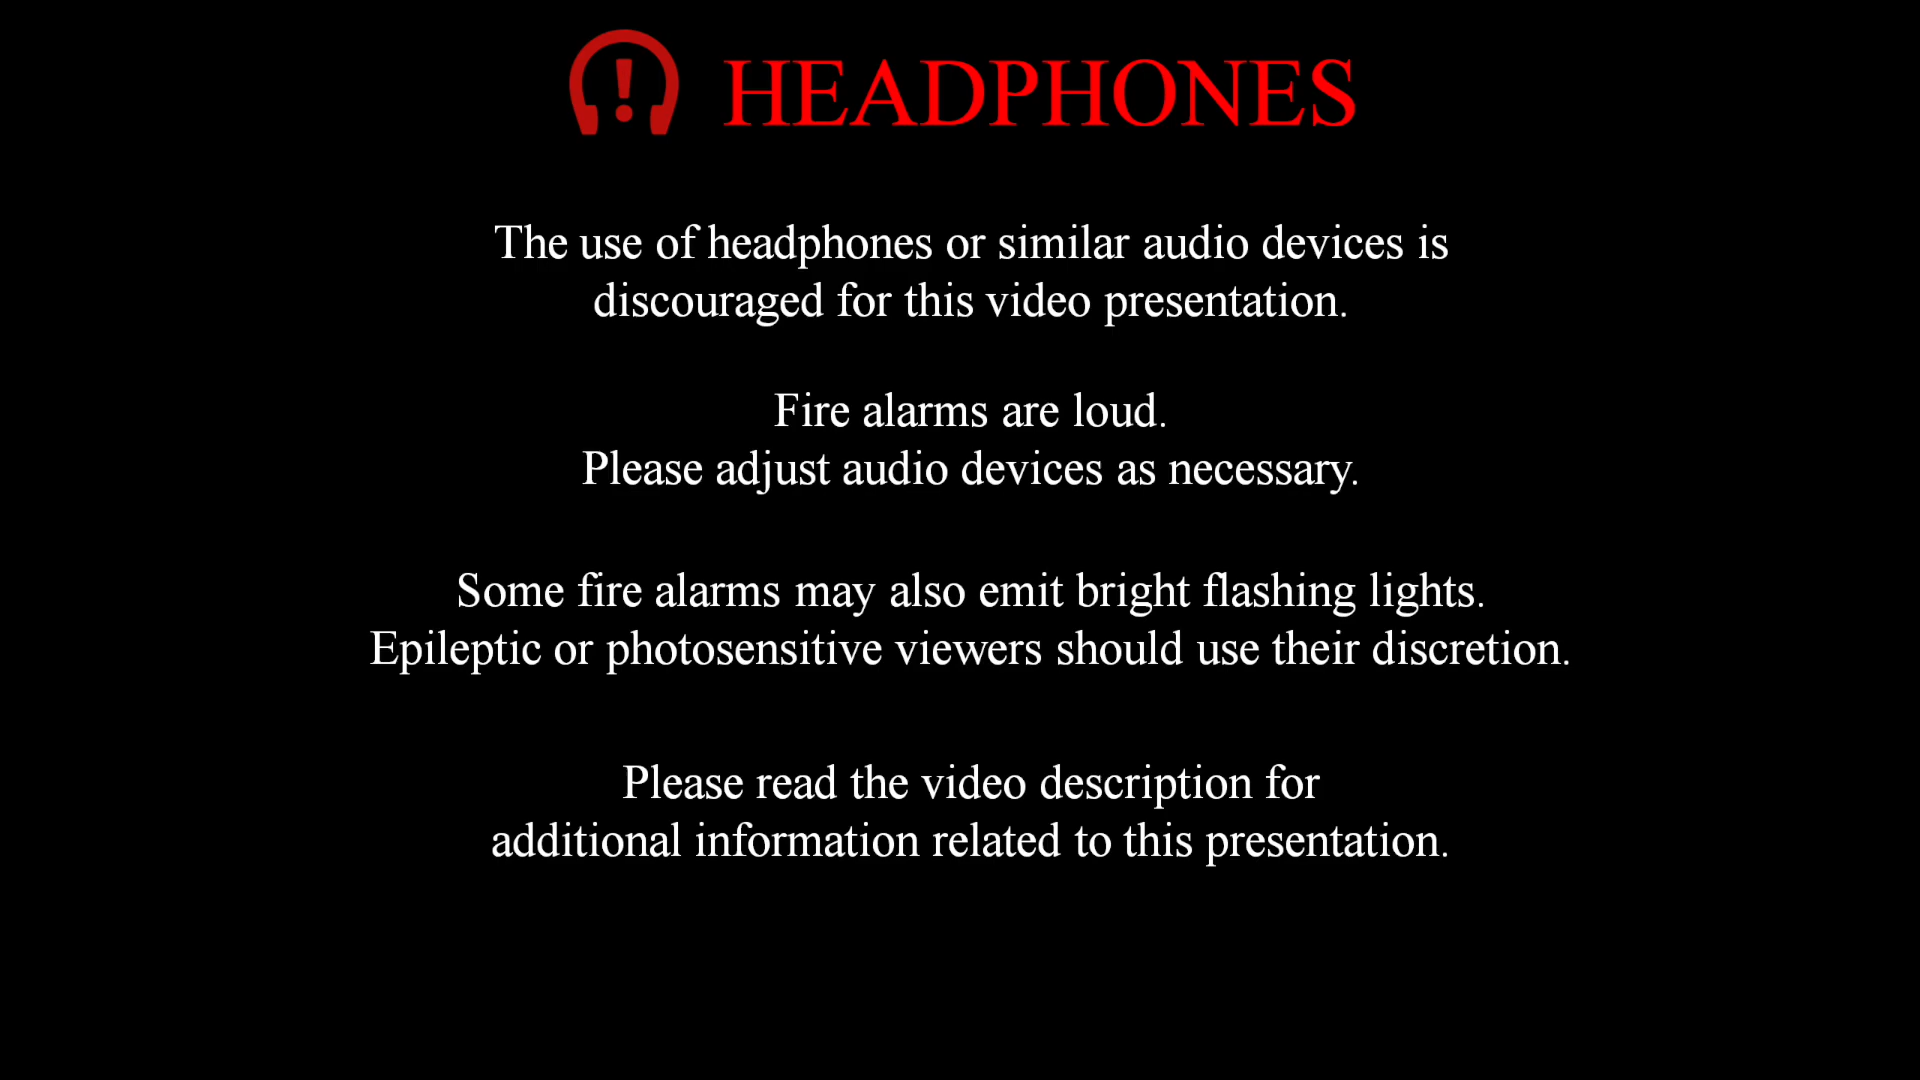 HEADPHONES
The use of headphones or similar audio devices is
discouraged for this video presentation.
Fire alarms are loud.
Please adjust audio devices as necessary.
Some fire alarms may also emit bright flashing lights.
Epileptic or photosensitive viewers should use their discretion.
Please read the video description for
additional information related to this presentation.